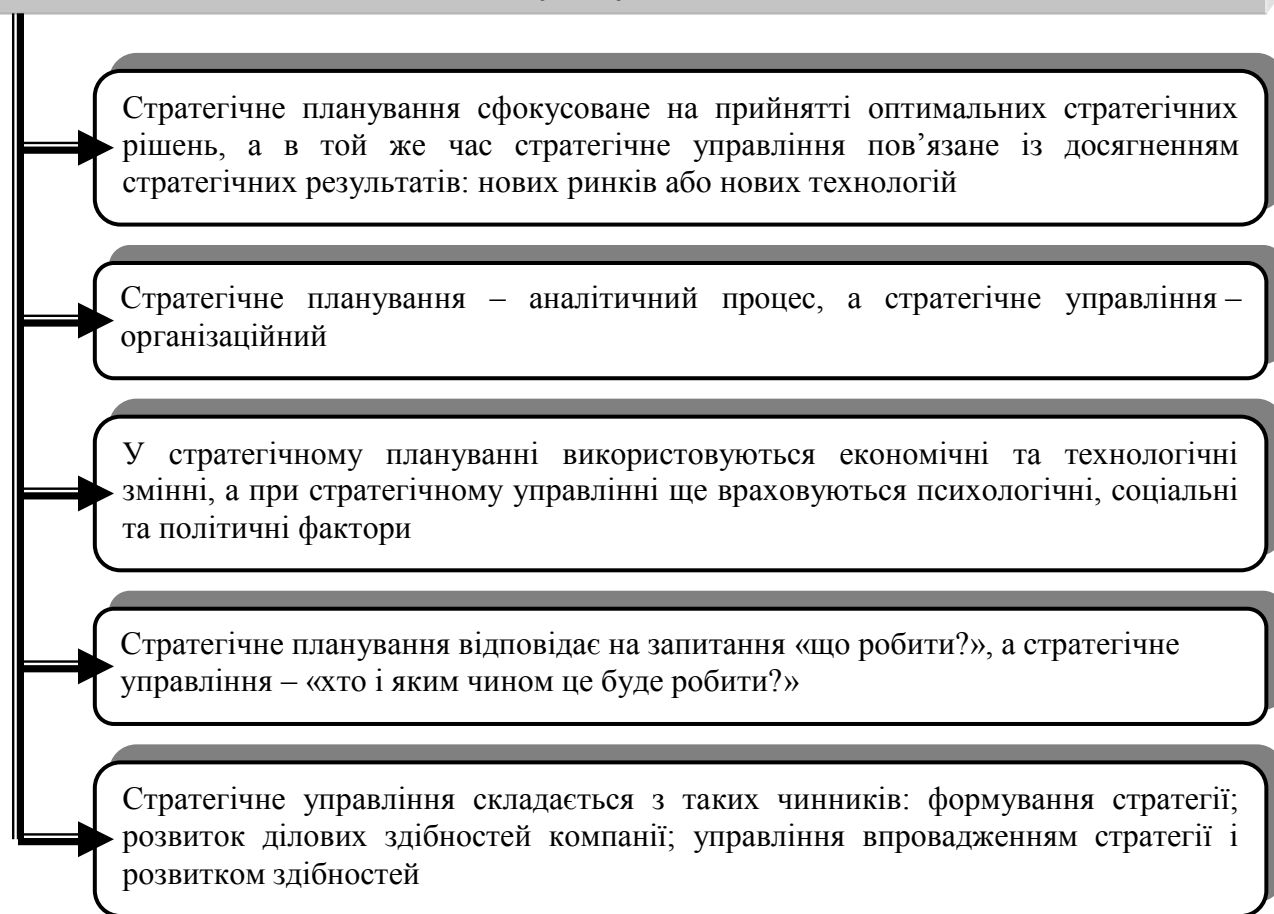 Стратегічне планування сфокусоване на прийнятті оптимальних стратегічних
рішень, а в той же час стратегічне управління пов’язане із досягненням
стратегічних результатів: нових ринків або нових технологій
Стратегічне планування – аналітичний процес, а стратегічне управління –
організаційний
У стратегічному плануванні використовуються економічні та технологічні
змінні, а при стратегічному управлінні ще враховуються психологічні, соціальні
та політичні фактори
Стратегічне планування відповідає на запитання «що робити?», а стратегічне
управління – «хто і яким чином це буде робити?»
Стратегічне управління складається з таких чинників: формування стратегії;
розвиток ділових здібностей компанії; управління впровадженням стратегії і
розвитком здібностей